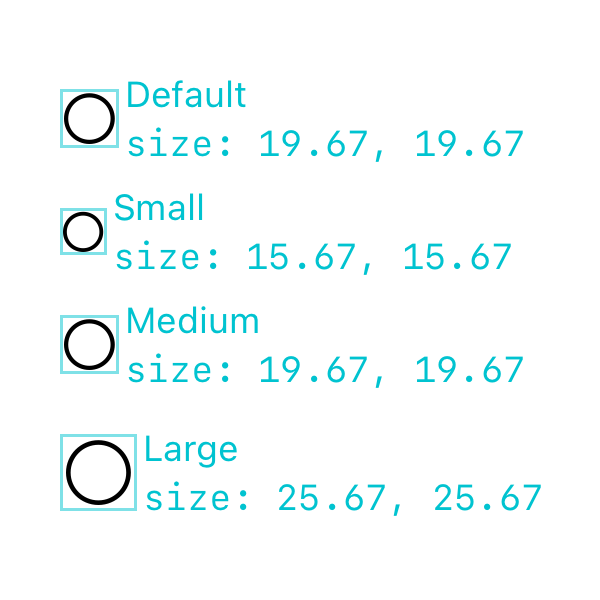 Default
size: 19.67, 19.67
Small
size: 15.67, 15.67
Medium
size: 19.67, 19.67
Large
size: 25.67, 25.67